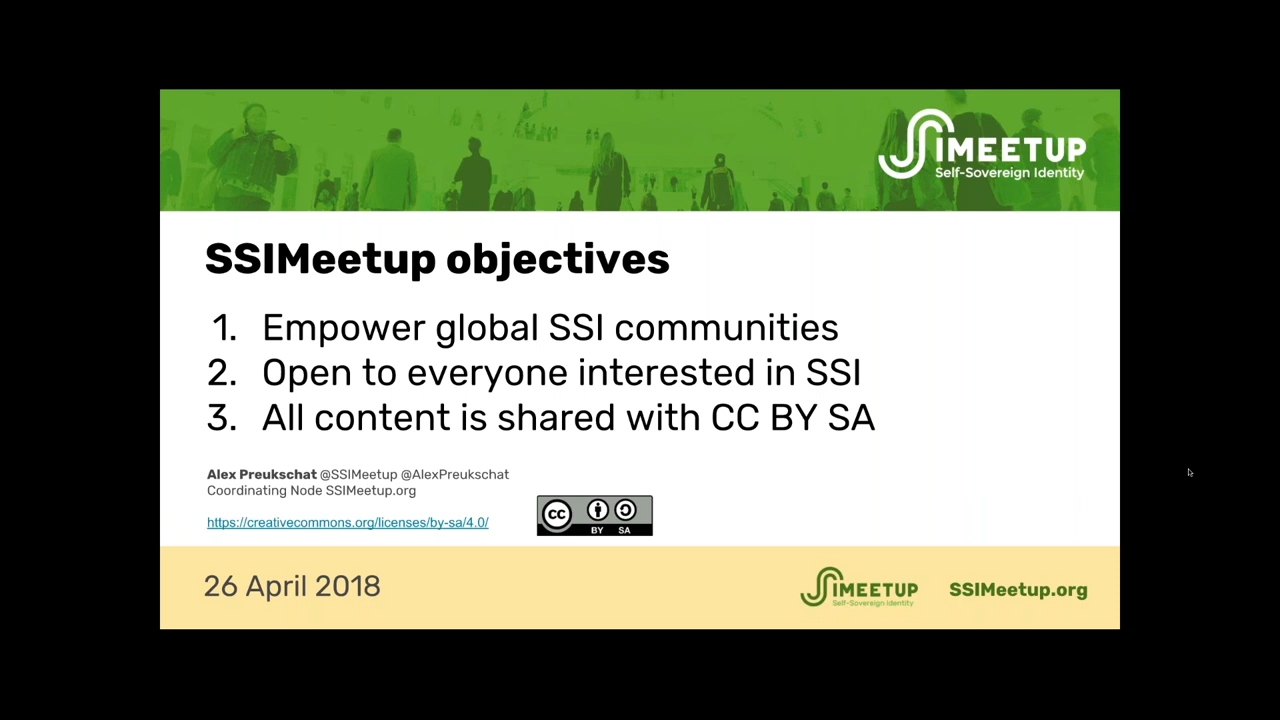 SSIMEETUP
Self-Sovereign Identity
SSIMeetup objectives
1. Empower global SSI communities
2. Open to everyone interested in SSI
3. All content is shared with CC BY SA
Alex Preukschat @SSIMeetup @AlexPreukschat
Coordinating Node SSIMeetup.org
https://creativecommons.org/licenses/by-sa/4.0/
cc
BY SA
26 April 2018
SSIMEETUP
Self-Sovereign Identity
SSIMeetup.org